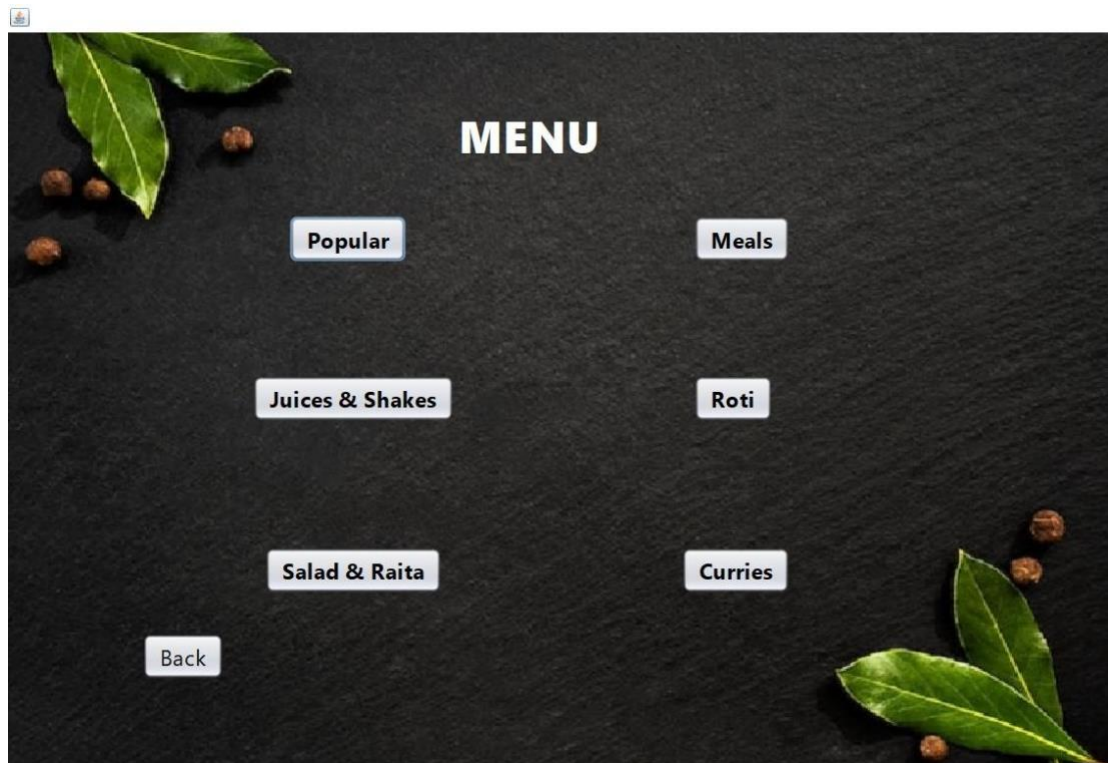 MENU
Popular
Meals
Juices & Shakes
Roti
Salad & Raita
Curries
Back